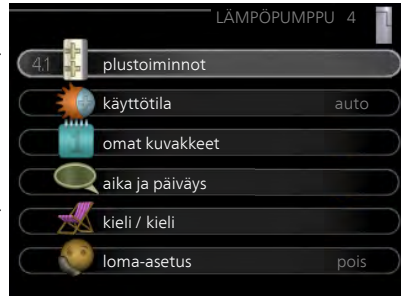 LÄMPÖPUMPPU 4
4.1 plustoiminnot
käyttötila auto
omat kuvakkeet
aika ja päiväys
kieli / kieli
loma-asetus pois